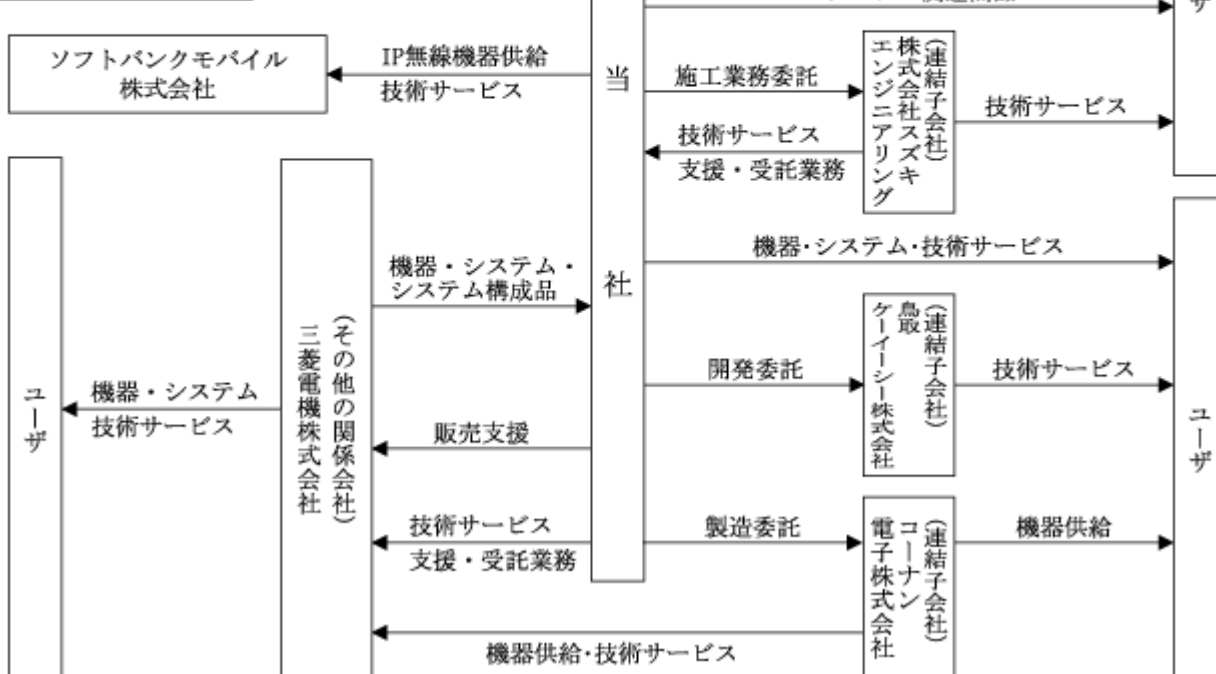 ソフトバンクモバイル
株式会社
IP無線機器供給
技術サービス
当社
施工業務委託
技術サービス
支援・受託業務
(連結子会社)
株式会社スズキ
エンジニアリング
技術サービス
機器・システム・技術サービス
機器・システム・
システム構成品
(その他の関係会社)
三菱電機株式会社
ユーザ
機器・システム
技術サービス
開発委託
(連結子会社)
鳥取
ケーイーシー株式会社
技術サービス
ユーザ
販売支援
技術サービス
支援・受託業務
製造委託
(連結子会社)
コーナン
電子株式会社
機器供給
機器供給・技術サービス